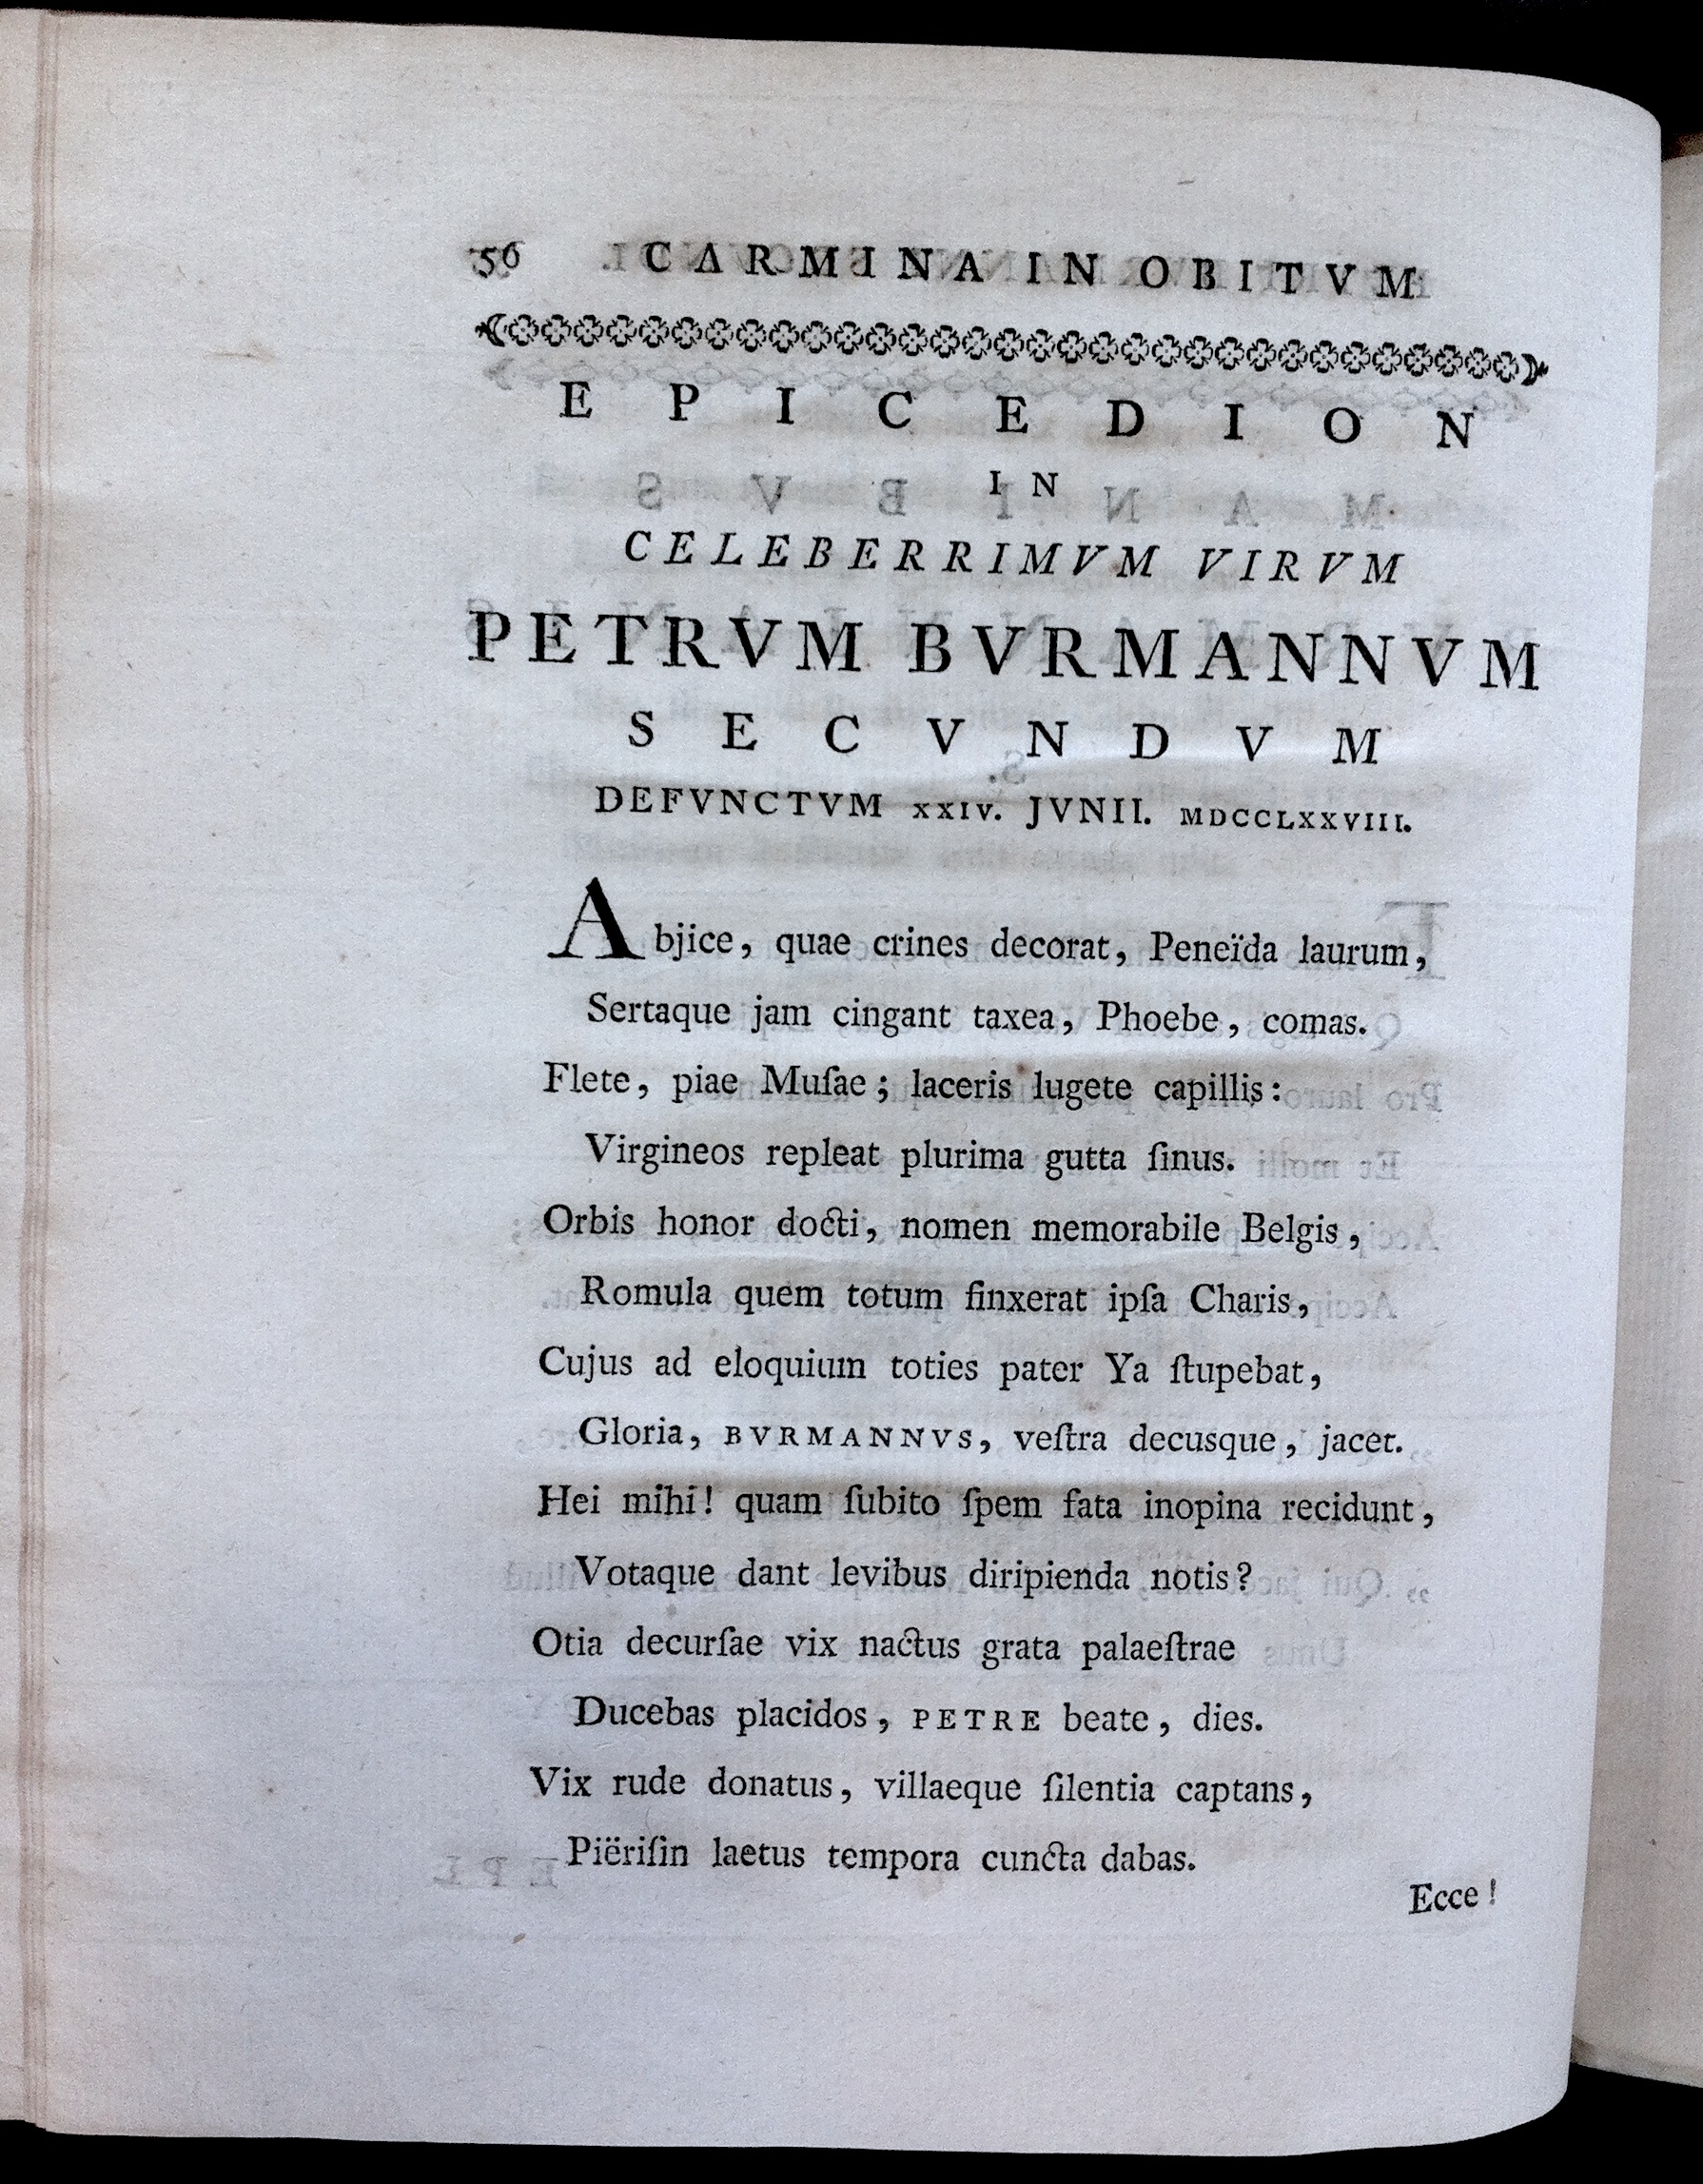 56 CARMINA IN OBITVM
EPICEDION
IN
CELEBERRIMVM VIRVM
PETRVM BVRMANNVM
SECVNDVM
DEFVNCTVM XXIV. JVNII. MDCCLXXVIII.
Abjice, quae crines decorat, Peneïda laurum,
Sertaque jam cingant taxea, Phoebe, comas.
Flete, piae Muſae; laceris lugete capillis:
Virgineos repleat plurima gutta ſinus.
Orbis honor docti, nomen memorabile Belgis,
Romula quem totum finxerat ipſa Charis,
Cujus ad eloquium toties pater Ya ſtupebat,
Gloria, BVRMANNVS, veſtra decusque, jacet.
Hei mihi! quam ſubito ſpem fata inopina recidunt,
Votaque dant levibus diripienda notis?
Otia decurſae vix nactus grata palaeſtrae
Ducebas placidos, PETRE beate, dies.
Vix rude donatus, villaeque ſilentia captans,
Piëriſin laetus tempora cuncta dabas.
Ecce!